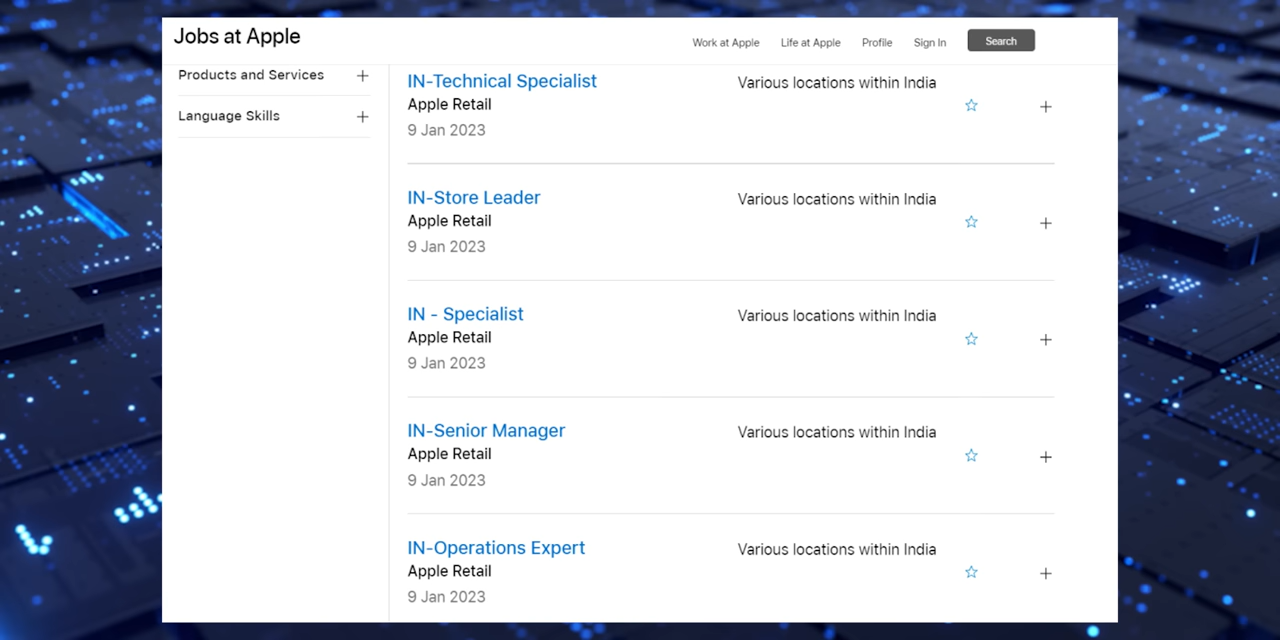 Jobs at Apple
Work at Apple Life at Apple Profile Sign In Search
Products and Services
Language Skills
IN-Technical Specialist Various locations within India
Apple Retail
9 Jan 2023
IN-Store Leader Various locations within India
Apple Retail
9 Jan 2023
IN - Specialist Various locations within India
Apple Retail
9 Jan 2023
IN-Senior Manager Various locations within India
Apple Retail
9 Jan 2023
IN-Operations Expert Various locations within India
Apple Retail
9 Jan 2023